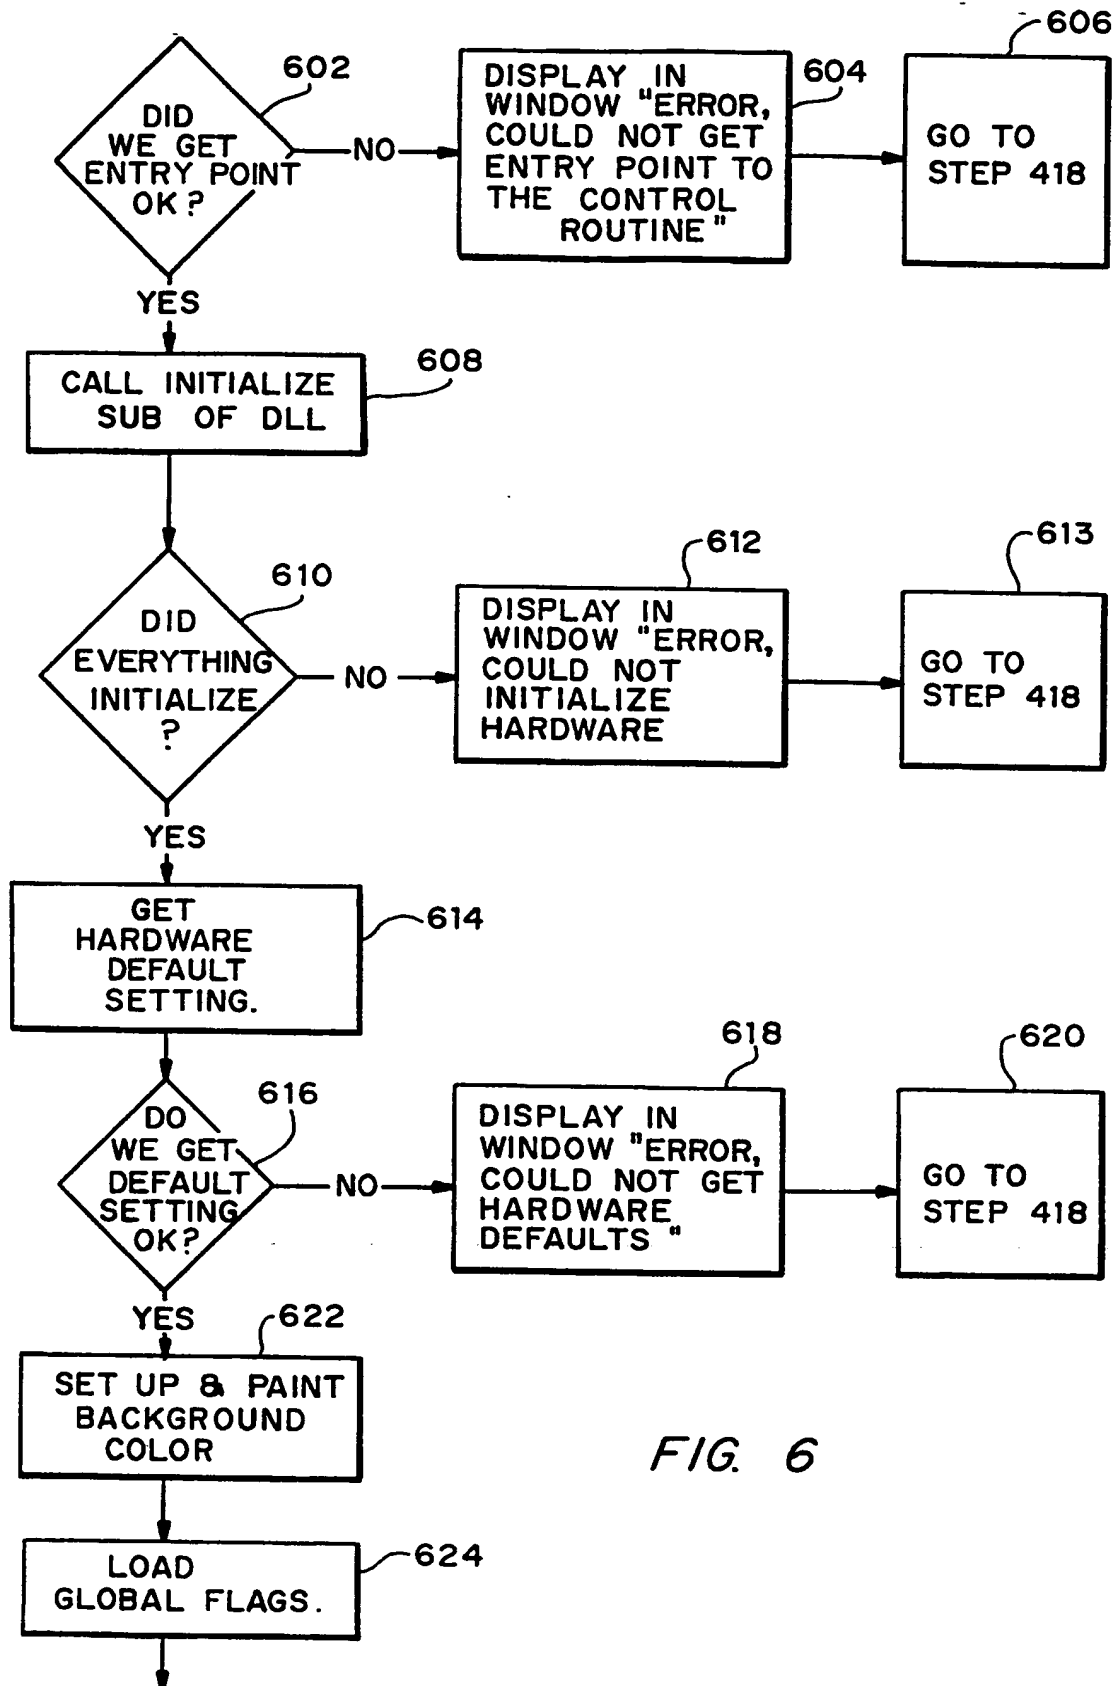 602
DID
WE GET
ENTRY POINT
OK?
NO
DISPLAY IN
WINDOW "ERROR,
COULD NOT GET
ENTRY POINT TO
THE CONTROL
ROUTINE"
604
GO TO
STEP 418
606
YES
CALL INITIALIZE
SUB OF DLL
608
610
DID
EVERYTHING
INITIALIZE
?
NO
612
DISPLAY IN
WINDOW "ERROR,
COULD NOT
INITIALIZE
HARDWARE
613
GO TO
STEP 418
YES
GET
HARDWARE
DEFAULT
SETTING.
614
616
DO
WE GET
DEFAULT
SETTING
OK?
NO
618
DISPLAY IN
WINDOW "ERROR,
COULD NOT GET
HARDWARE
DEFAULTS"
620
GO TO
STEP 418
YES
622
SET UP & PAINT
BACKGROUND
COLOR
FIG. 6
LOAD
GLOBAL FLAGS.
624